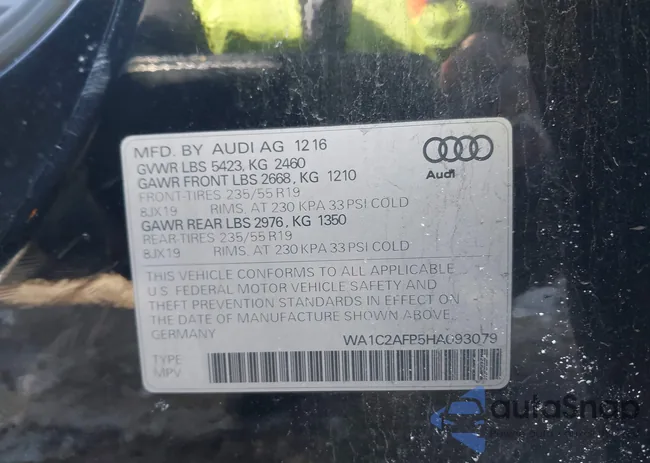 MFD. BY AUDI AG 12 16
GVWR LBS 5423, KG 2460
GAWR FRONT LBS 2668, KG 1210
FRONT-TIRES 235/55 R19
8JX19 RIMS. AT 230 KPA 33 PSI COLD
GAWR REAR LBS 2976, KG 1350
REAR-TIRES 235/55 R19
8JX19 RIMS. AT 230 KPA 33 PSI COLD
Audi
THIS VEHICLE CONFORMS TO ALL APPLICABLE
U.S. FEDERAL MOTOR VEHICLE SAFETY AND
THEFT PREVENTION STANDARDS IN EFFECT ON
THE DATE OF MANUFACTURE SHOWN ABOVE.
GERMANY
WA1C2AFP5HA093079
TYPE
MPV
autoSnap